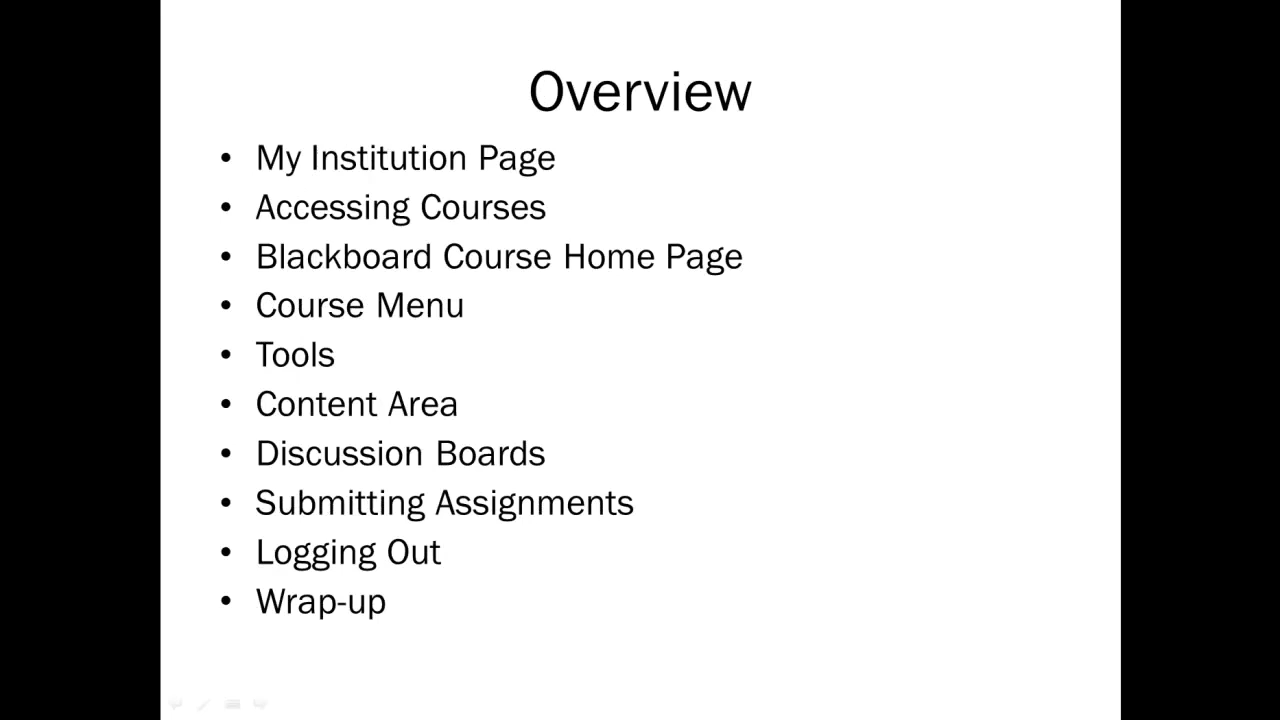 Overview
• My Institution Page
• Accessing Courses
• Blackboard Course Home Page
• Course Menu
• Tools
• Content Area
• Discussion Boards
• Submitting Assignments
• Logging Out
• Wrap-up